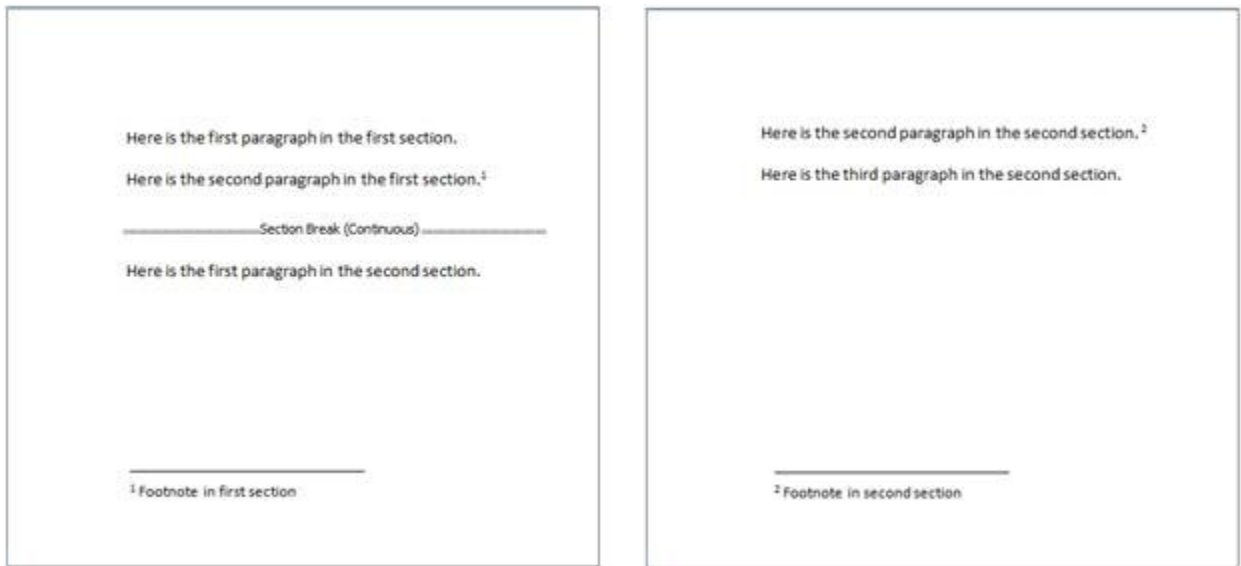 Here is the first paragraph in the first section.
Here is the second paragraph in the first section.¹
Section Break (Continuous)
Here is the first paragraph in the second section.
¹ Footnote in first section
Here is the second paragraph in the second section. ²
Here is the third paragraph in the second section.
² Footnote in second section